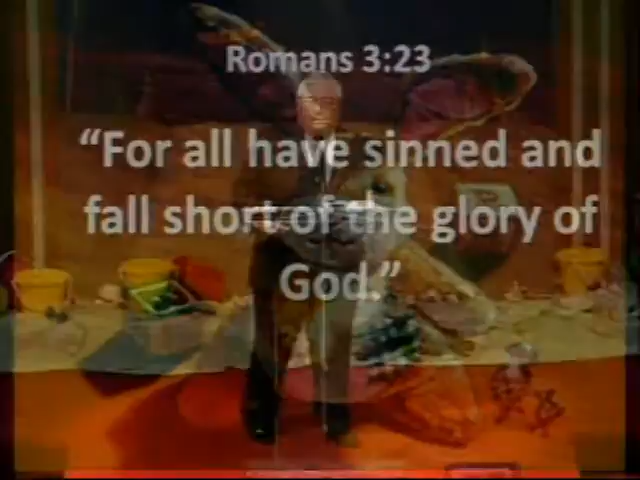 Romans 3:23
“For all have sinned and
fall short of the glory of
God.”